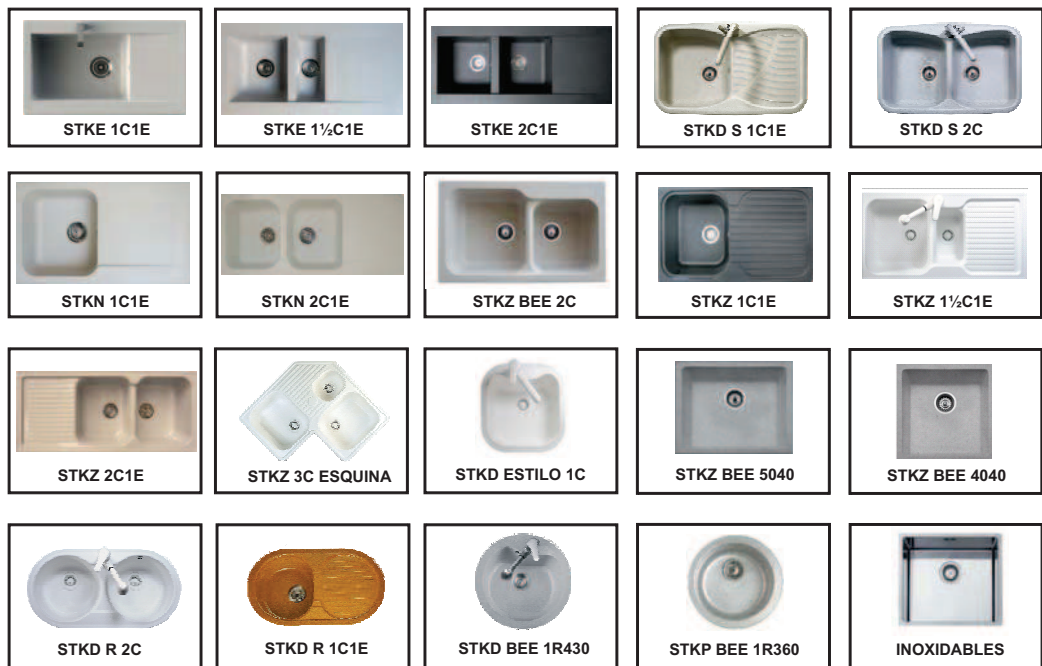 STKE 1C1E
STKE 1½C1E
STKE 2C1E
STKD S 1C1E
STKD S 2C
STKN 1C1E
STKN 2C1E
STKZ BEE 2C
STKZ 1C1E
STKZ 1½C1E
STKZ 2C1E
STKZ 3C ESQUINA
STKD ESTILO 1C
STKZ BEE 5040
STKZ BEE 4040
STKD R 2C
STKD R 1C1E
STKD BEE 1R430
STKP BEE 1R360
INOXIDABLES